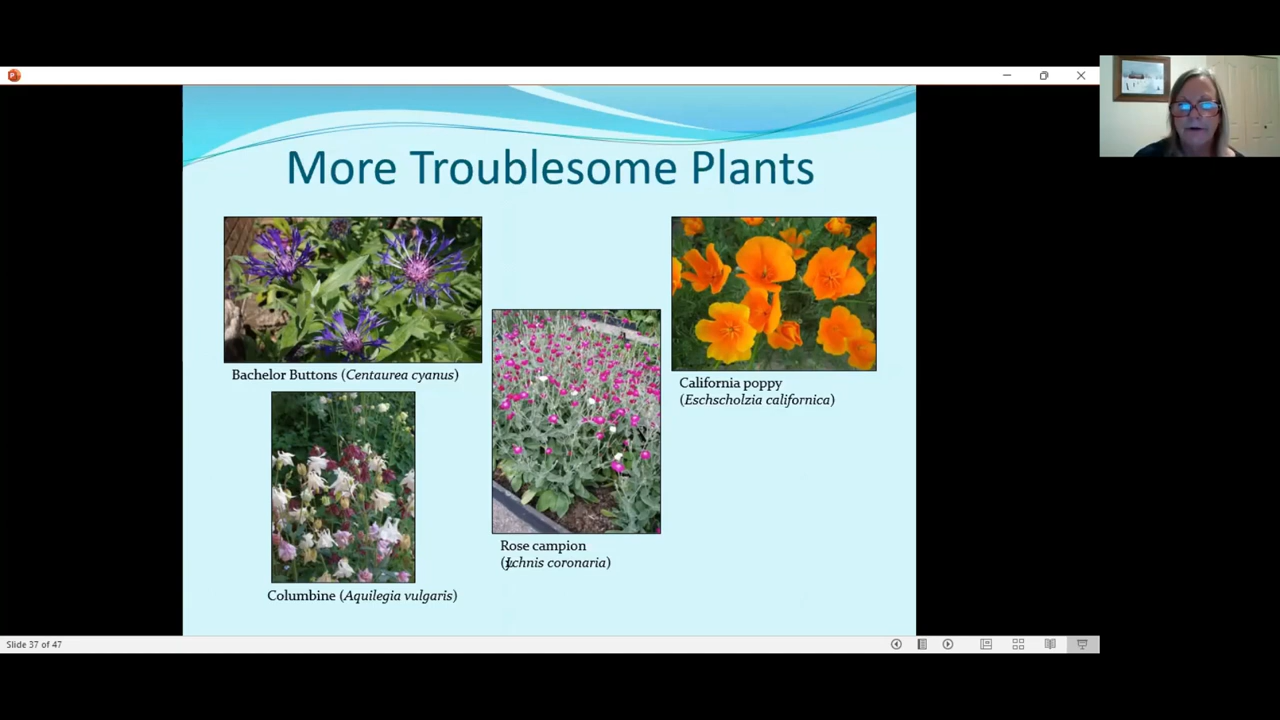 More Troublesome Plants
Bachelor Buttons (Centaurea cyanus)
California poppy
(Eschscholzia californica)
Rose campion
(Lchnis coronaria)
Columbine (Aquilegia vulgaris)
Slide 37 of 47